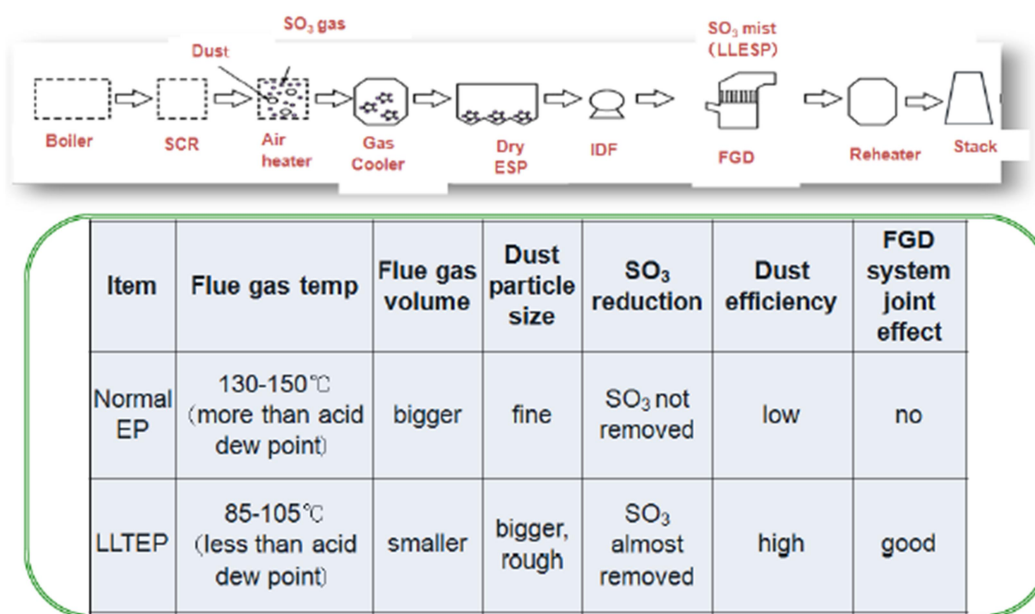 SO₃ gas
Dust
SO₃ mist
(LLESP)
Boiler
SCR
Air
heater
Gas
Cooler
Dry
ESP
IDF
FGD
Reheater
Stack
Item
Flue gas temp
Flue gas
volume
Dust
particle
size
SO₃
reduction
Dust
efficiency
FGD
system
joint
effect
Normal
EP
130-150℃
(more than acid
dew point)
bigger
fine
SO₃ not
removed
low
no
LLTEP
85-105℃
(less than acid
dew point)
smaller
bigger,
rough
SO₃
almost
removed
high
good